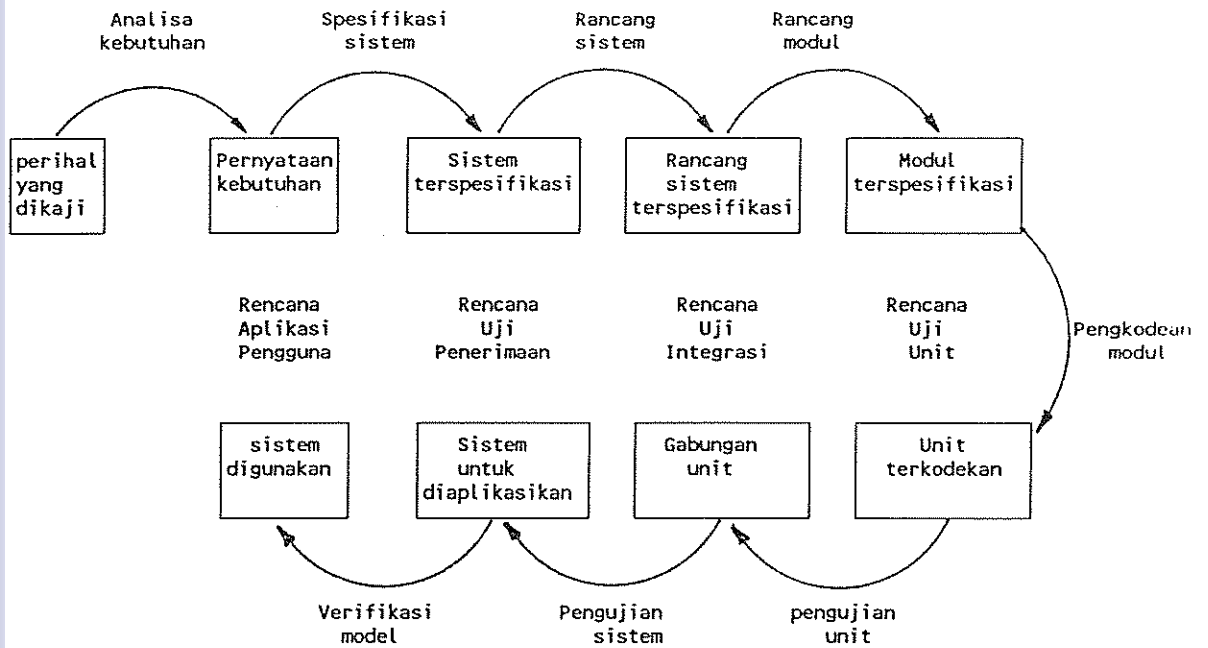 Analisa
kebutuhan
Spesifikasi
sistem
Rancang
sistem
Rancang
modul
perihal
yang
dikaji
Pernyataan
kebutuhan
Sistem
terspesifikasi
Rancang
sistem
terspesifikasi
Modul
terspesifikasi
Rencana
Aplikasi
Pengguna
Rencana
Uji
Penerimaan
Rencana
Uji
Integrasi
Rencana
Uji
Unit
Pengkodean
modul
sistem
digunakan
Sistem
untuk
diaplikasikan
Gabungan
unit
Unit
terkodekan
Verifikasi
model
Pengujian
sistem
pengujian
unit